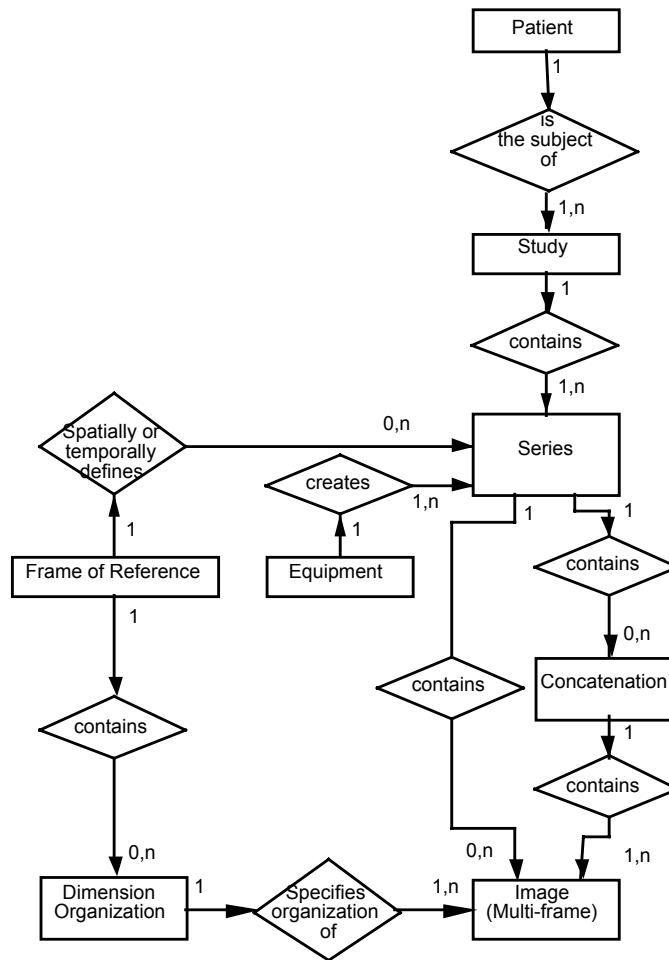 Patient
1
is
the subject
of
1,n
Study
1
contains
1,n
Spatially or
temporally
defines
0,n
Series
creates
1,n
1
1
1
1
Frame of Reference
Equipment
contains
1
0,n
contains
contains
Concatenation
1
contains
0,n
0,n
1,n
Dimension
Organization
1
Specifies
organization
of
1,n
Image
(Multi-frame)